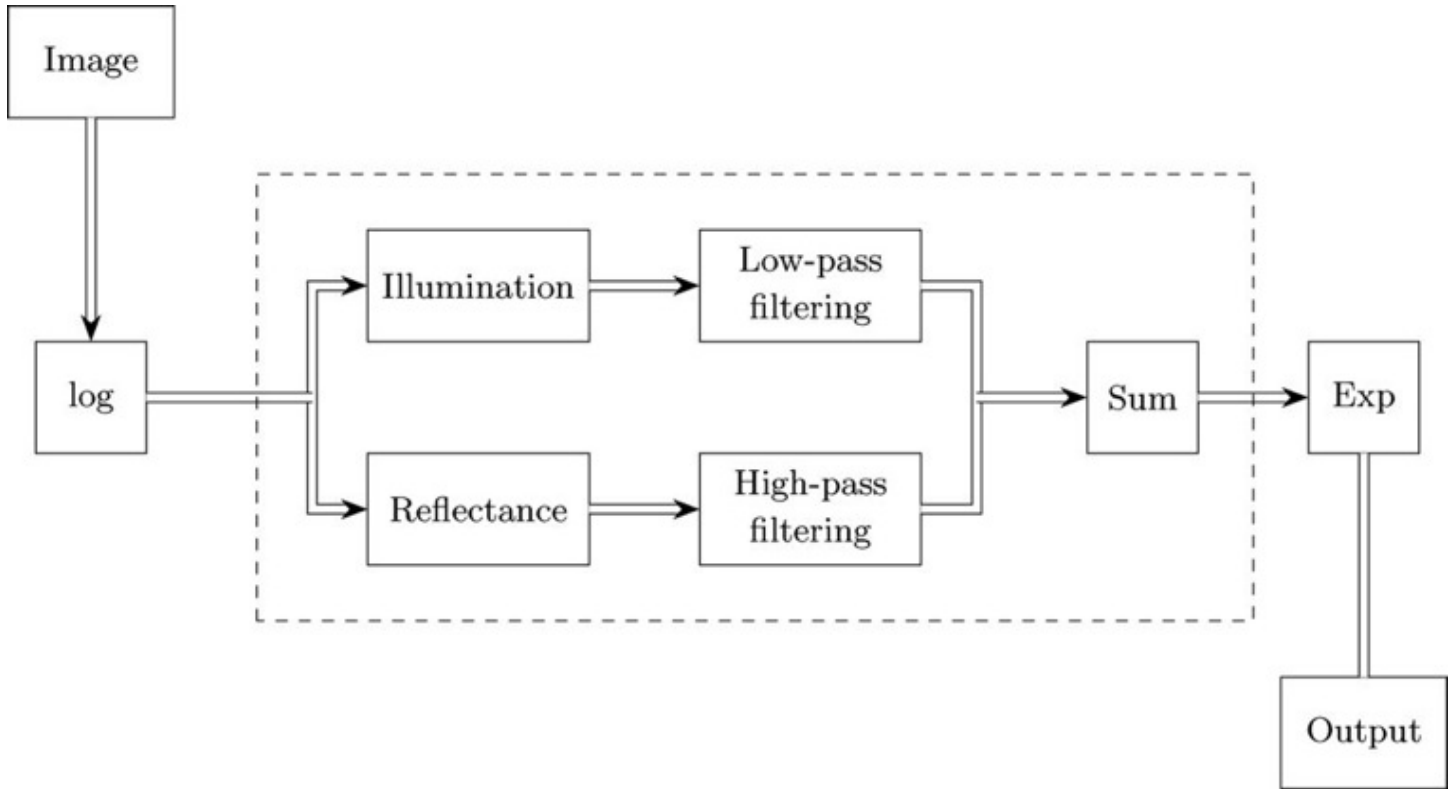 Image
log
Illumination
Low-pass
filtering
Reflectance
High-pass
filtering
Sum
Exp
Output